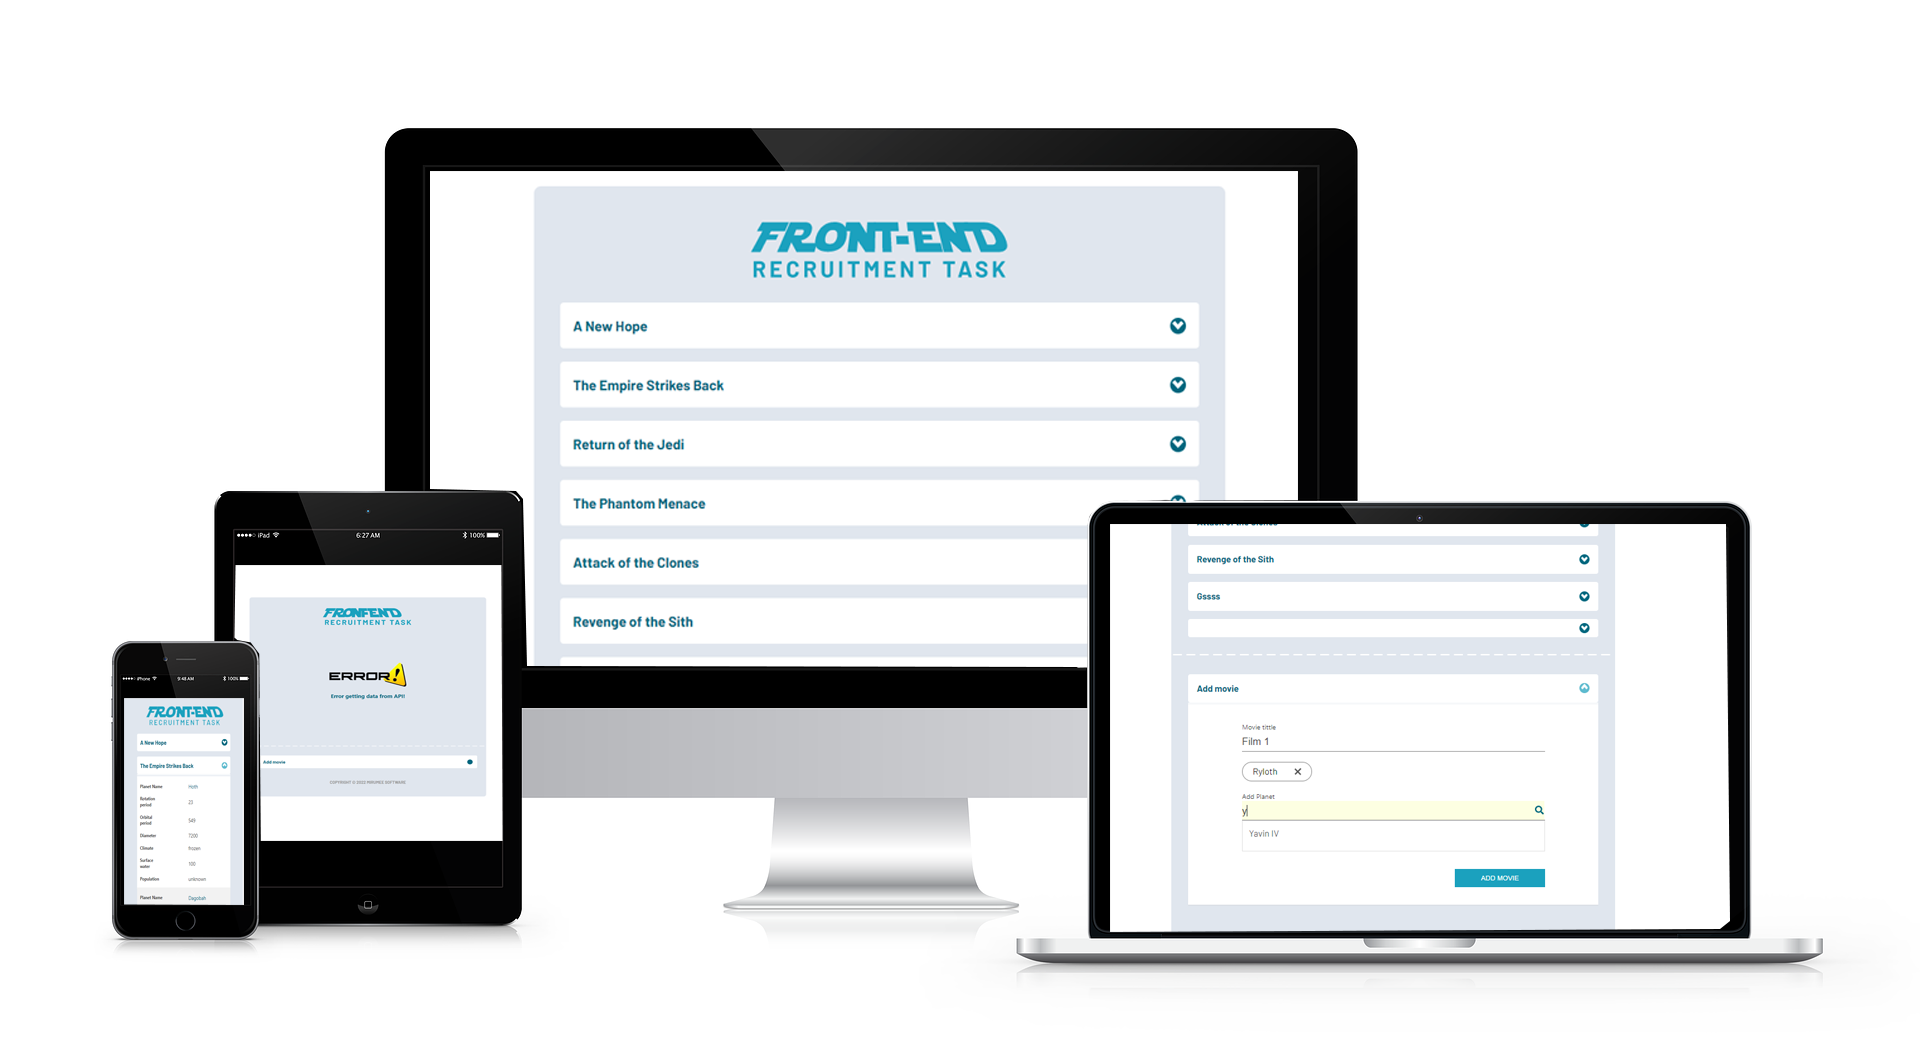 FRONT-END
RECRUITMENT TASK
A New Hope
The Empire Strikes Back
Return of the Jedi
The Phantom Menace
Attack of the Clones
Revenge of the Sith
iPad
6:27 AM
100%
FRONT-END
RECRUITMENT TASK
ERROR!
Error getting data from API!
Add movie
COPYRIGHT © 2022 SOFTWARE
iPhone
9:48 AM
100%
FRONT-END
RECRUITMENT TASK
A New Hope
The Empire Strikes Back
Planet Name Hoth
Rotation period 23
Orbital period 549
Diameter 7200
Climate frozen
Surface water 100
Population unknown
Planet Name Dagobah
Attack of the Clones
Revenge of the Sith
Gssss
Add movie
Movie tittle
Film 1
Ryloth ✕
Add Planet
y
Yavin IV
ADD MOVIE